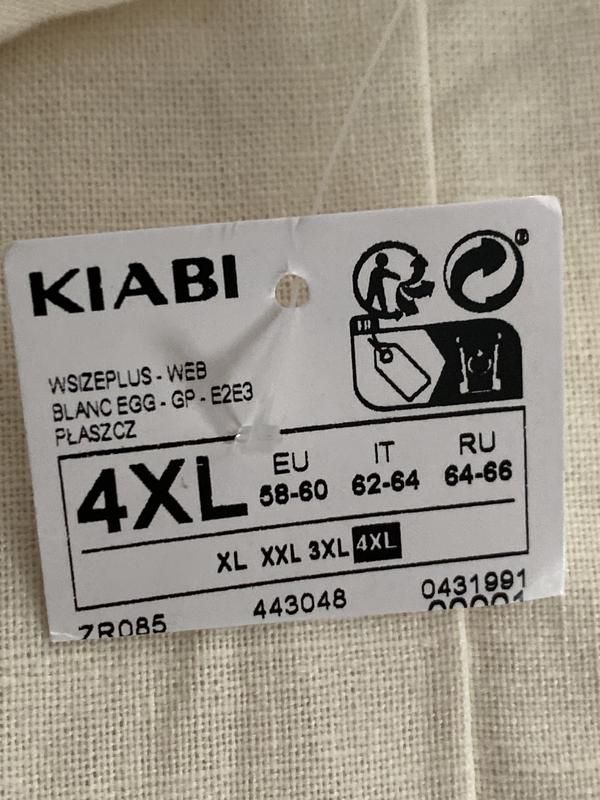 KIABI
WSIZEPLUS - WEB
BLANC EGG - GP - E2E3
PŁASZCZ
4XL
EU IT RU
58-60 62-64 64-66
XL XXL 3XL 4XL
ZR085 443048 0431991